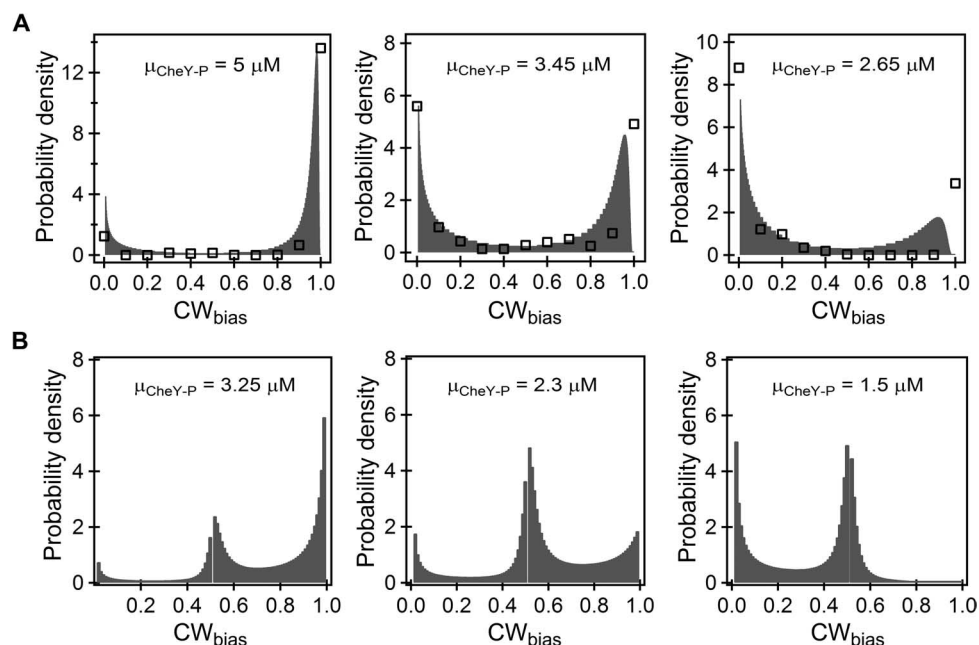 A
Probability density
12
8
4
0
μCheY-P = 5 μM
0.0 0.2 0.4 0.6 0.8 1.0
CWbias
Probability density
8
6
4
2
0
μCheY-P = 3.45 μM
0.0 0.2 0.4 0.6 0.8 1.0
CWbias
Probability density
10
8
6
4
2
0
μCheY-P = 2.65 μM
0.0 0.2 0.4 0.6 0.8 1.0
CWbias
B
Probability density
8
6
4
2
0
μCheY-P = 3.25 μM
0.2 0.4 0.6 0.8 1.0
CWbias
Probability density
8
6
4
2
0
μCheY-P = 2.3 μM
0.0 0.2 0.4 0.6 0.8 1.0
CWbias
Probability density
8
6
4
2
0
μCheY-P = 1.5 μM
0.0 0.2 0.4 0.6 0.8 1.0
CWbias